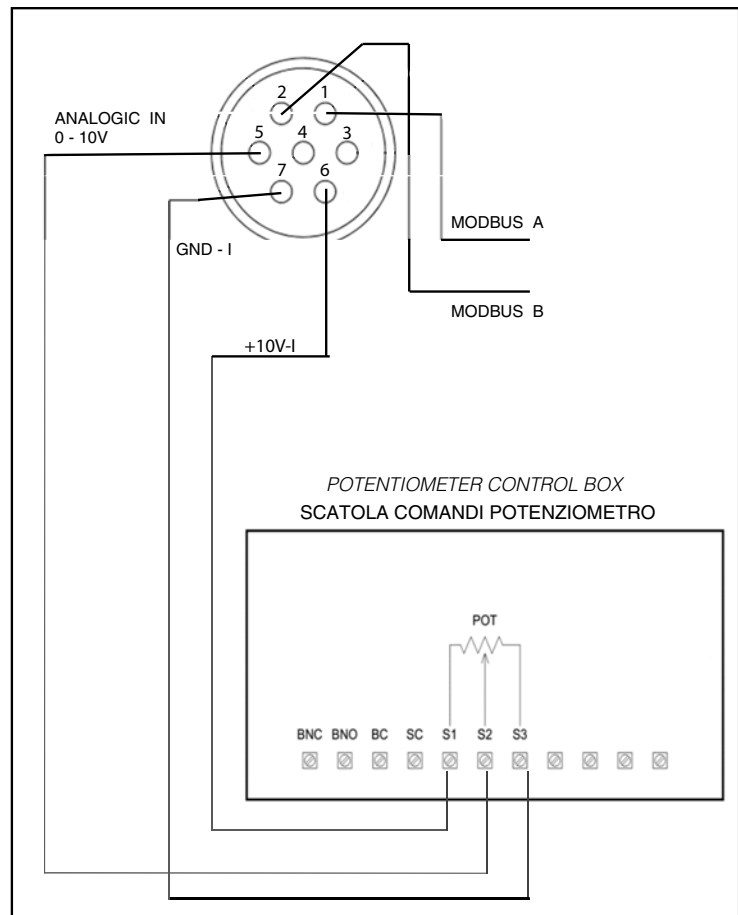 2 1
ANALOGIC IN
0 - 10V
5 4 3
7 6
MODBUS A
GND - I
MODBUS B
+10V-I
POTENTIOMETER CONTROL BOX
SCATOLA COMANDI POTENZIOMETRO
POT
BNC BNO BC SC S1 S2 S3